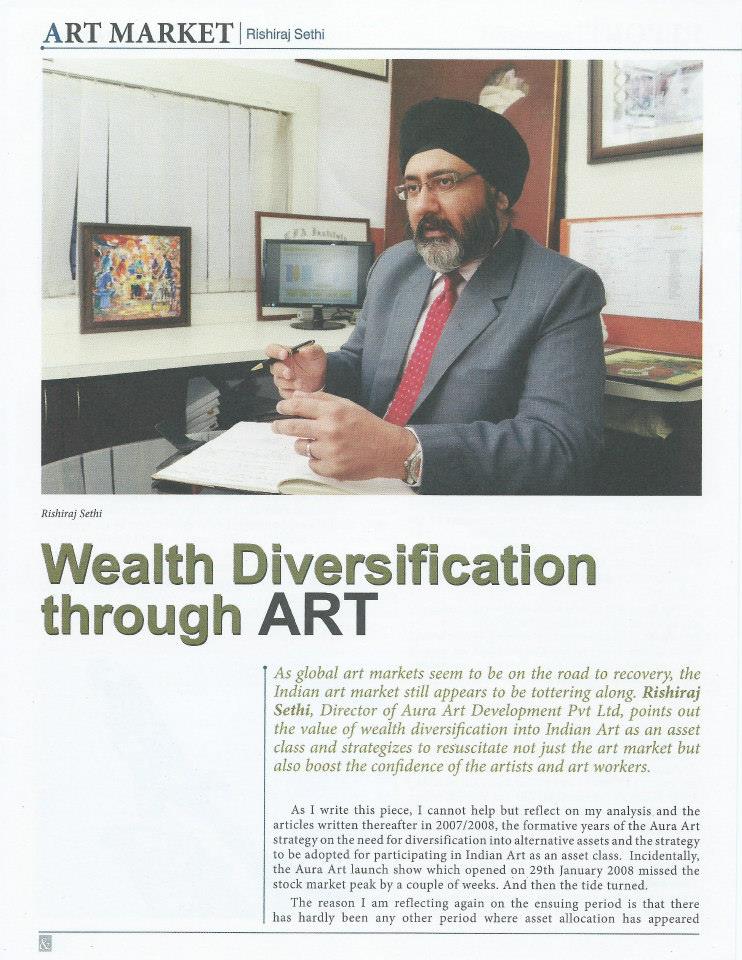 ART MARKET | Rishiraj Sethi
CFA Institute
Rishiraj Sethi
Wealth Diversification
through ART
As global art markets seem to be on the road to recovery, the
Indian art market still appears to be tottering along. Rishiraj
Sethi, Director of Aura Art Development Pvt Ltd, points out
the value of wealth diversification into Indian Art as an asset
class and strategizes to resuscitate not just the art market but
also boost the confidence of the artists and art workers.
As I write this piece, I cannot help but reflect on my analysis and the
articles written thereafter in 2007/2008, the formative years of the Aura Art
strategy on the need for diversification into alternative assets and the strategy
to be adopted for participating in Indian Art as an asset class. Incidentally,
the Aura Art launch show which opened on 29th January 2008 missed the
stock market peak by a couple of weeks. And then the tide turned.
The reason I am reflecting again on the ensuing period is that there
has hardly been any other period where asset allocation has appeared
&